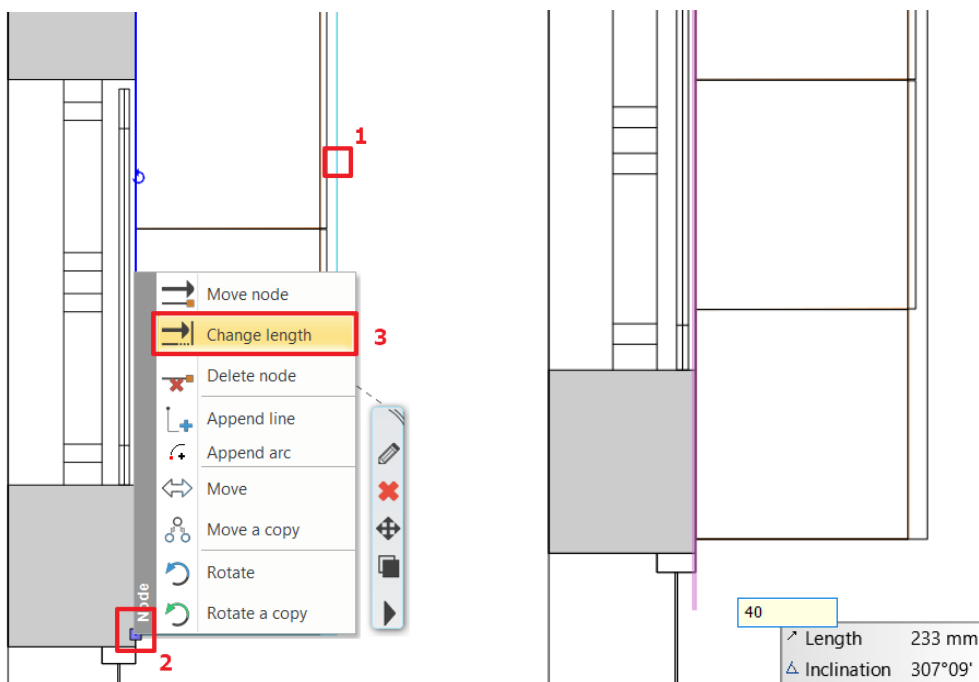 1
Move node
Change length
3
Delete node
Append line
Append arc
Move
Move a copy
Rotate
Rotate a copy
Node
2
40
Length 233 mm
Inclination 307°09'